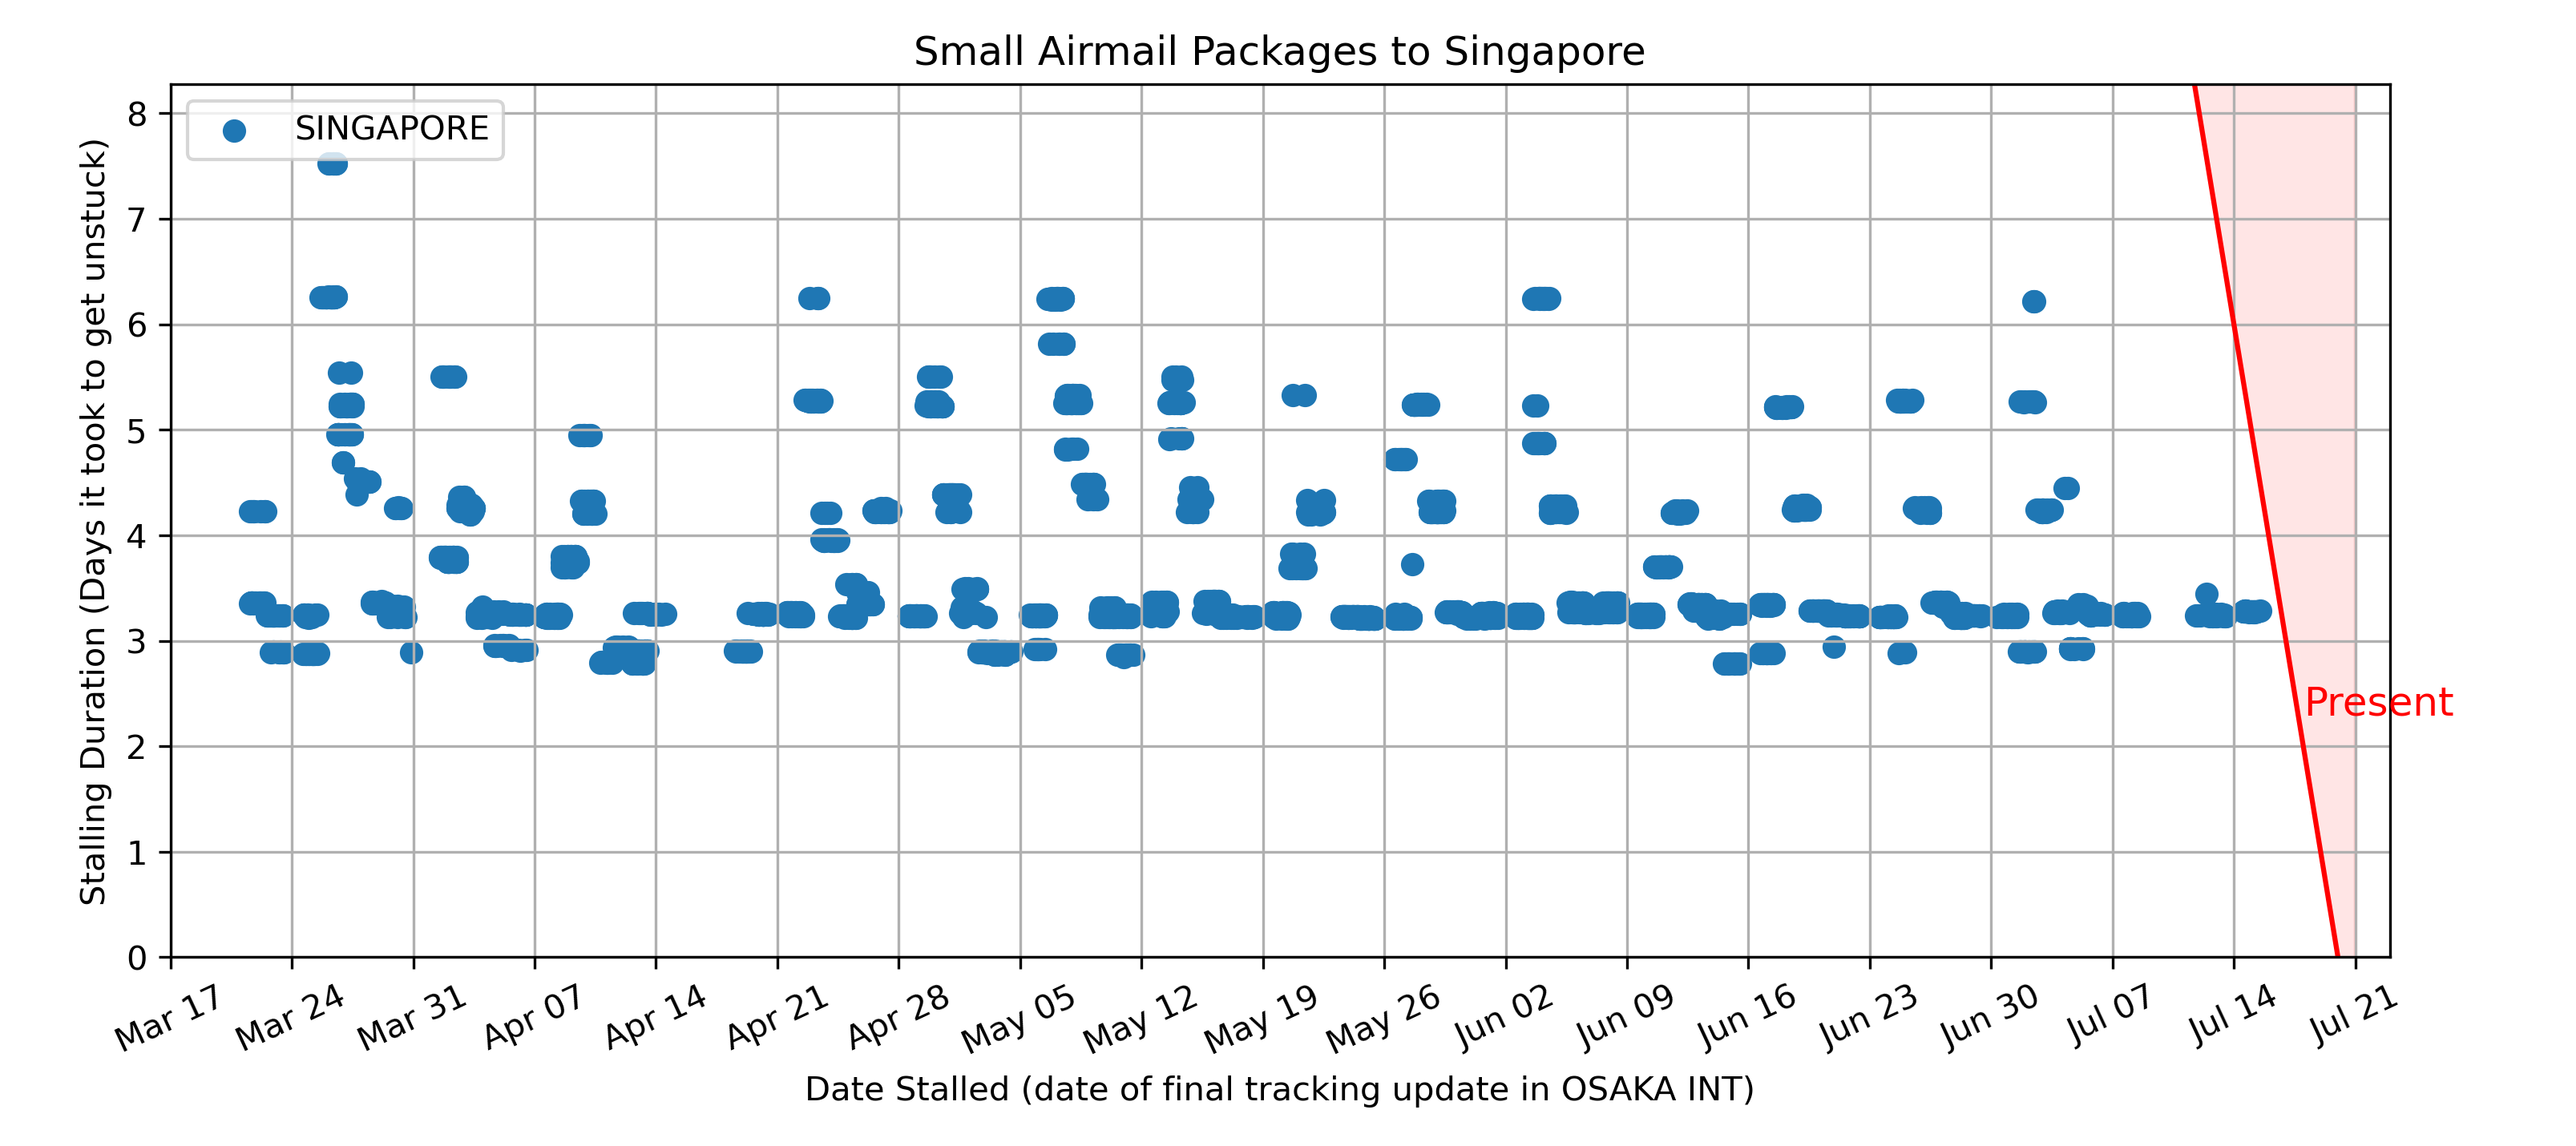 Small Airmail Packages to Singapore
SINGAPORE
Stalling Duration (Days it took to get unstuck)
8
7
6
5
4
3
2
1
0
Present
Mar 17 Mar 24 Mar 31 Apr 07 Apr 14 Apr 21 Apr 28 May 05 May 12 May 19 May 26 Jun 02 Jun 09 Jun 16 Jun 23 Jun 30 Jul 07 Jul 14 Jul 21
Date Stalled (date of final tracking update in OSAKA INT)